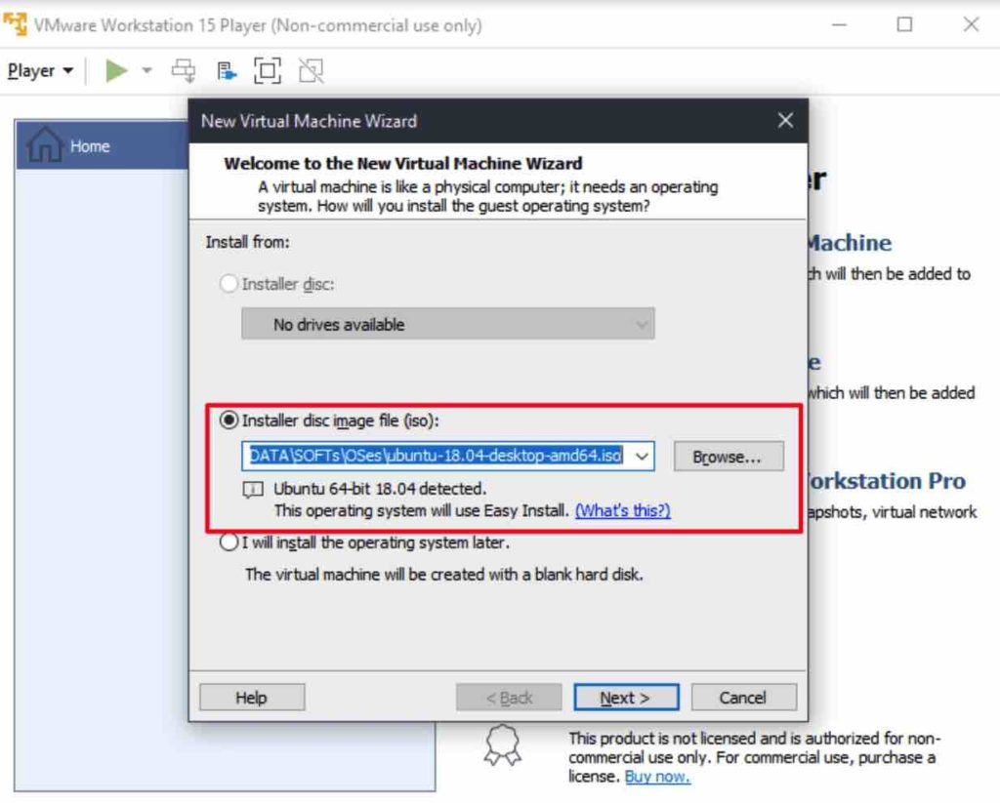 VMware Workstation 15 Player (Non-commercial use only)
Player
Home
New Virtual Machine Wizard
Welcome to the New Virtual Machine Wizard
A virtual machine is like a physical computer; it needs an operating
system. How will you install the guest operating system?
Install from:
Installer disc:
No drives available
Installer disc image file (iso):
DATA\SOFTs\OSes\ubuntu-18.04-desktop-amd64.iso
Browse...
Ubuntu 64-bit 18.04 detected.
This operating system will use Easy Install. (What's this?)
I will install the operating system later.
The virtual machine will be created with a blank hard disk.
Help
< Back
Next >
Cancel
Machine
will then be added to
which will then be added
Workstation Pro
virtual network
This product is not licensed and is authorized for non-
commercial use only. For commercial use, purchase a
license. Buy now.